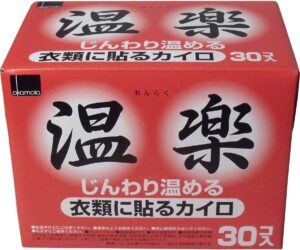 okamoto
温楽
じんわり温める
衣類に貼るカイロ
30コ入
おんらく
温楽
じんわり温める
衣類に貼るカイロ
30コ入